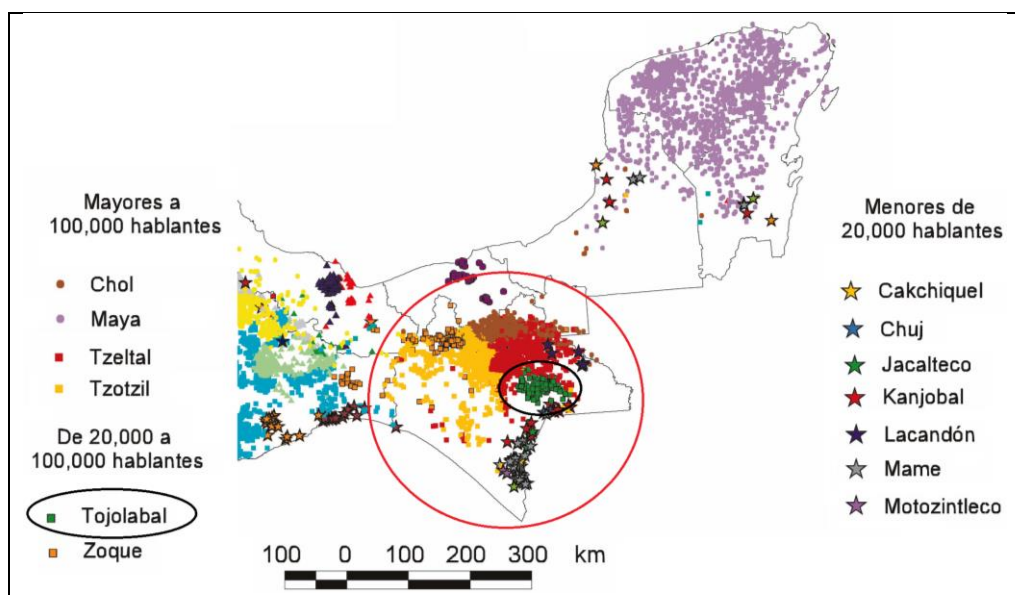 Mayores a
100,000 hablantes
Chol
Maya
Tzeltal
Tzotzil
De 20,000 a
100,000 hablantes
Tojolabal
Zoque
100 0 100 200 300 km
Menores de
20,000 hablantes
Cakchiquel
Chuj
Jacalteco
Kanjobal
Lacandón
Mame
Motozintleco